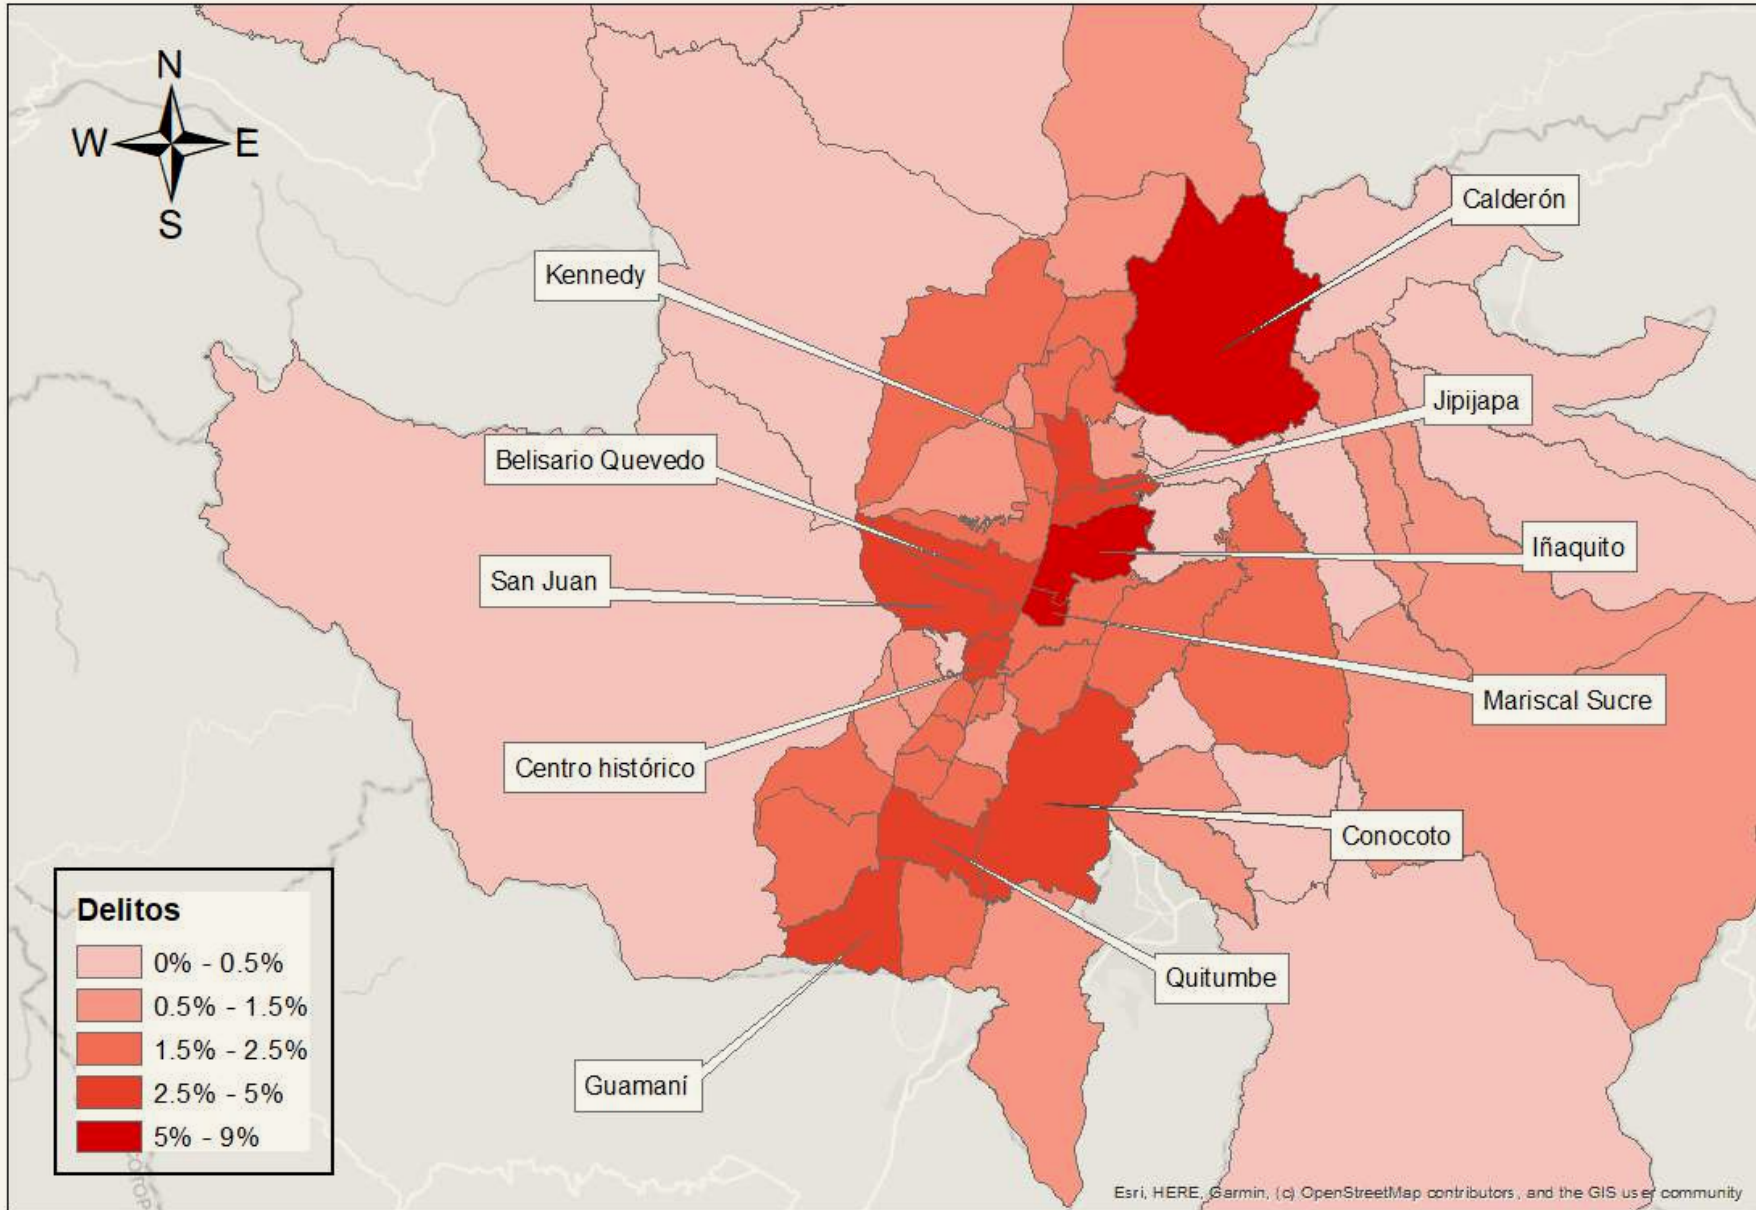 N
W E
S
Calderón
Kennedy
Jipijapa
Belisario Quevedo
Iñaquito
San Juan
Mariscal Sucre
Centro histórico
Conocoto
Quitumbe
Guamaní
Delitos
0% - 0.5%
0.5% - 1.5%
1.5% - 2.5%
2.5% - 5%
5% - 9%
Esri, HERE, Garmin, (c) OpenStreetMap contributors, and the GIS user community